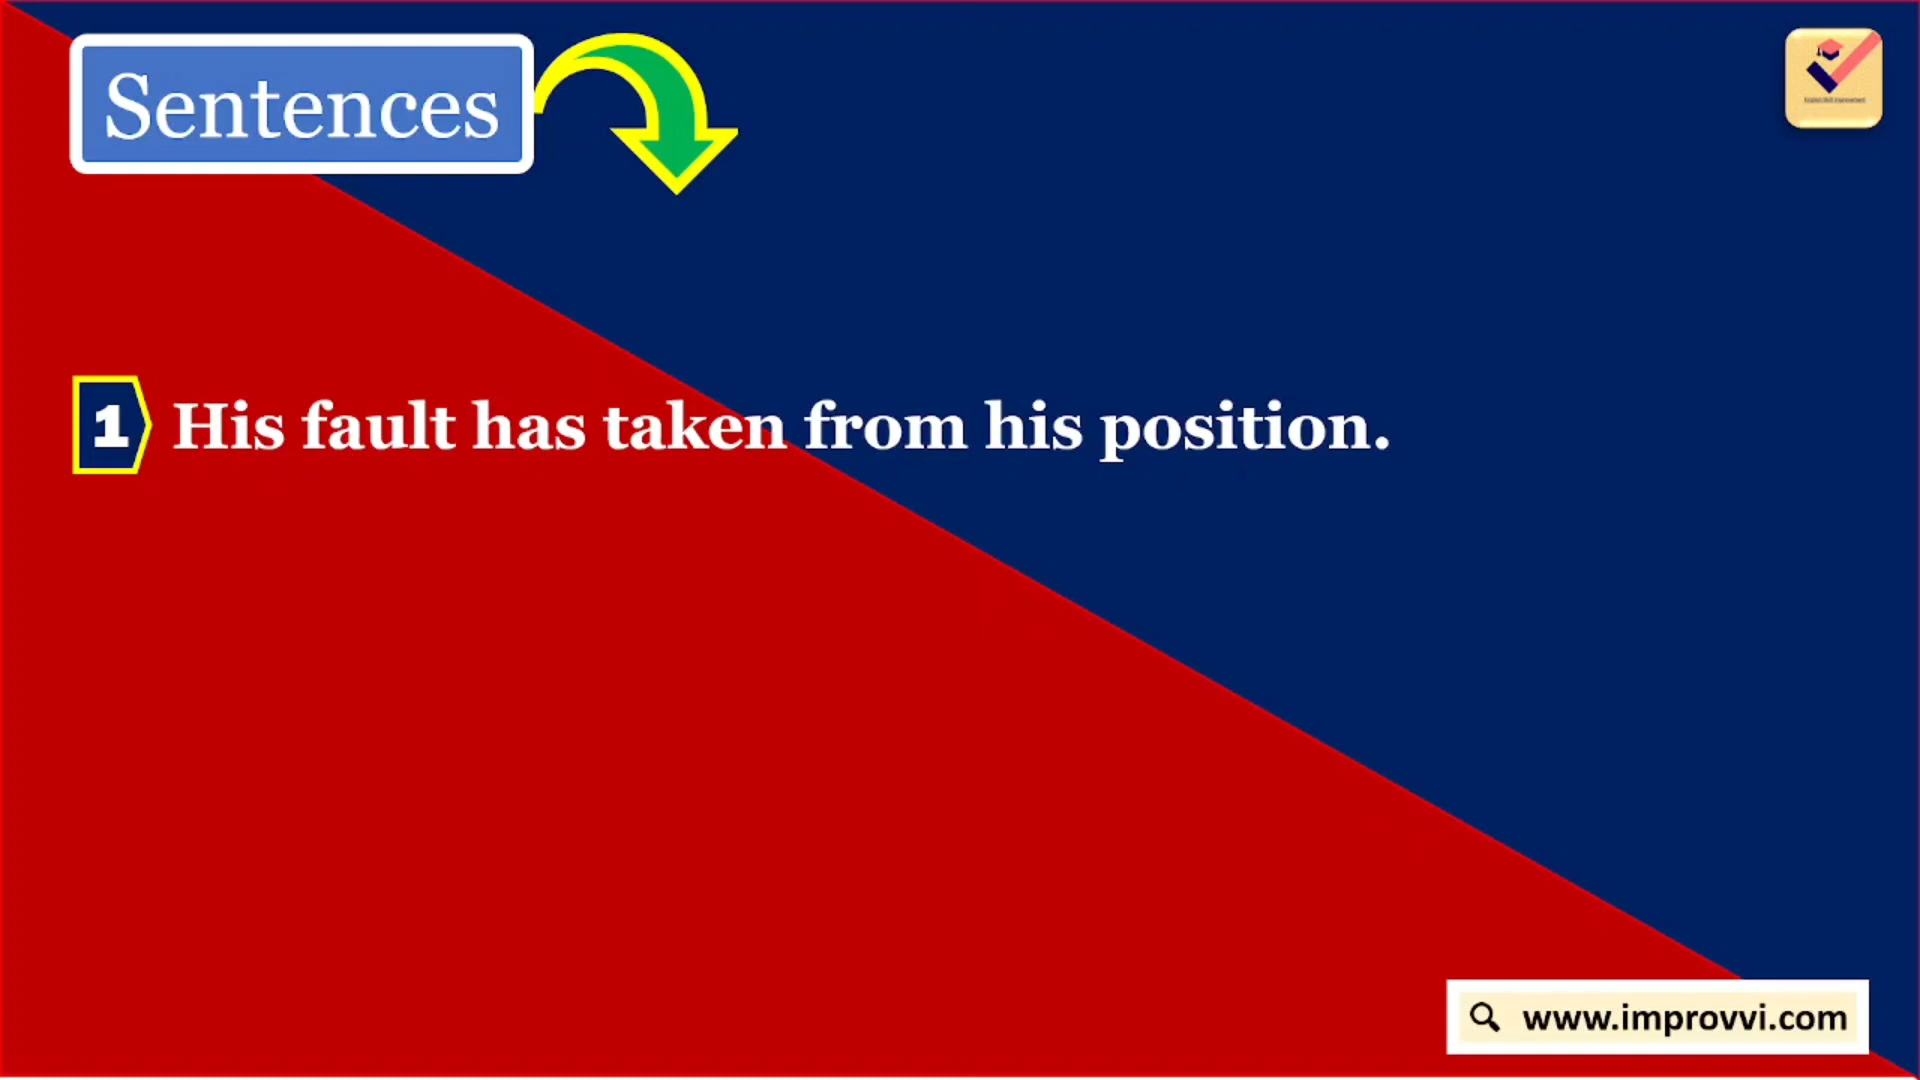 Sentences
1 His fault has taken from his position.
www.improvvi.com